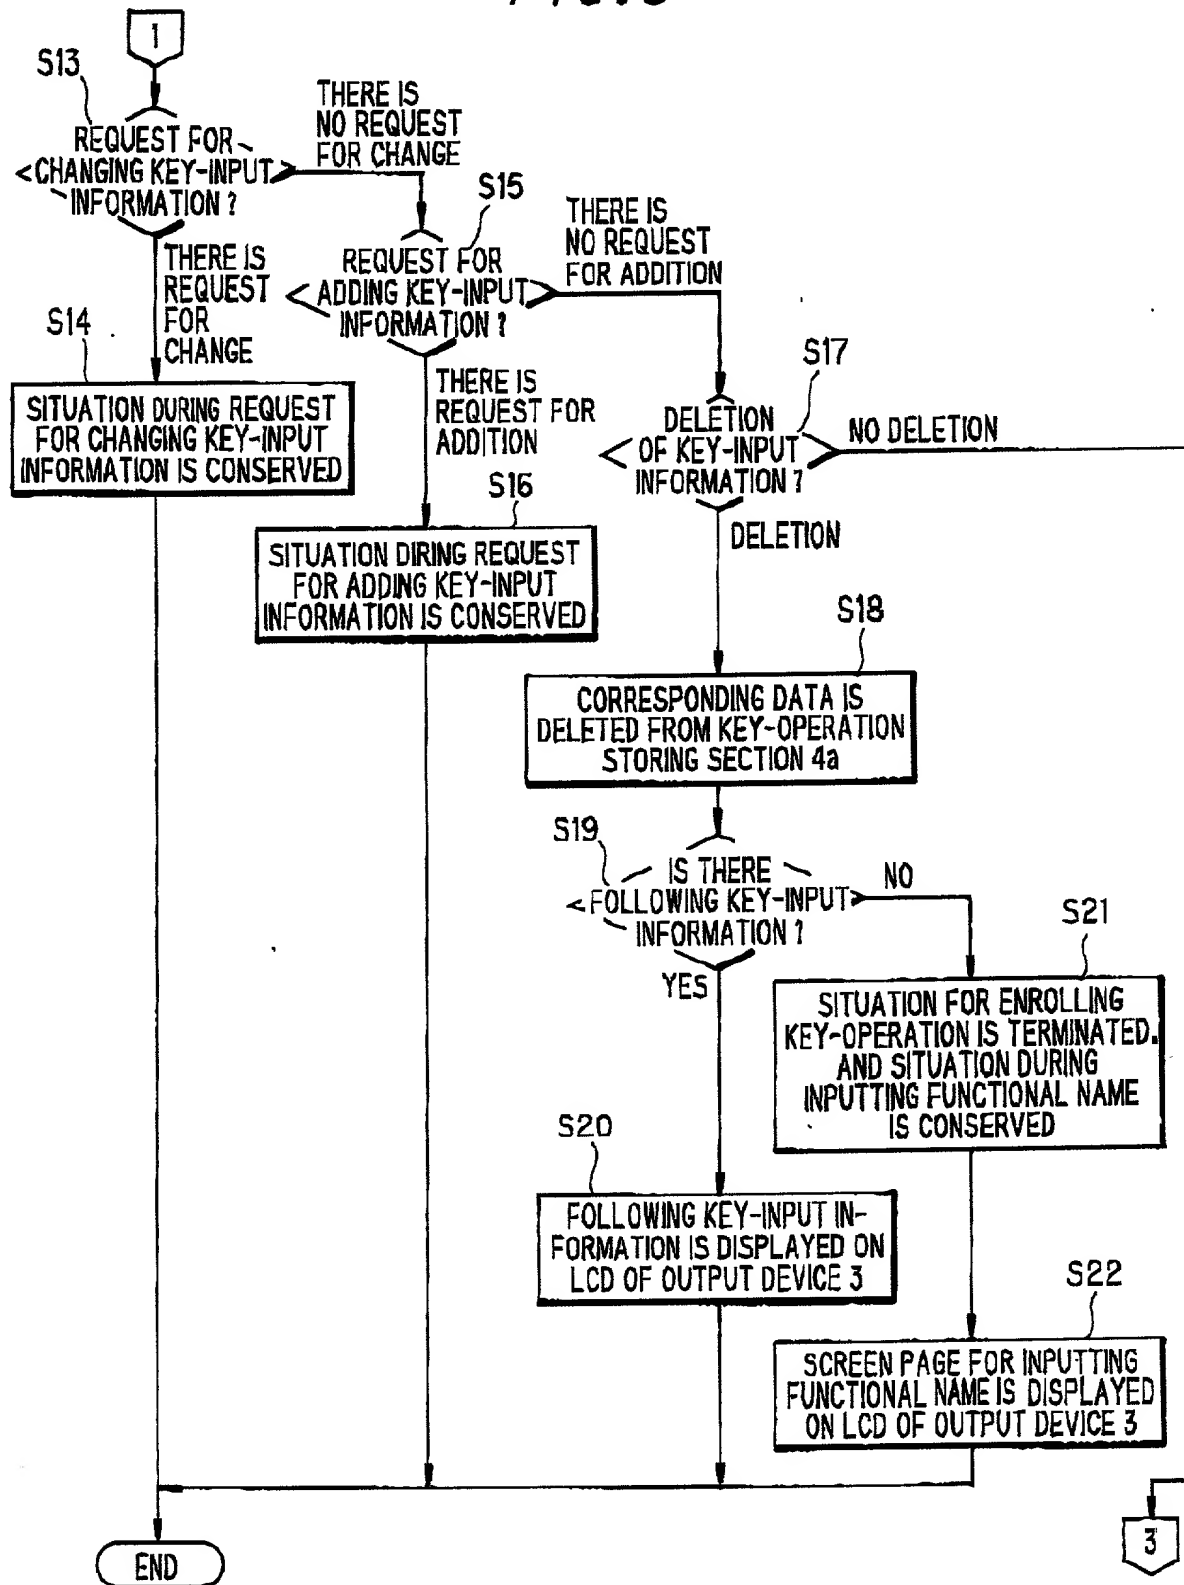 1
S13
REQUEST FOR
CHANGING KEY-INPUT
INFORMATION ?
THERE IS
NO REQUEST
FOR CHANGE
THERE IS
REQUEST
FOR
CHANGE
S14
SITUATION DURING REQUEST
FOR CHANGING KEY-INPUT
INFORMATION IS CONSERVED
S15
REQUEST FOR
ADDING KEY-INPUT
INFORMATION ?
THERE IS
NO REQUEST
FOR ADDITION
THERE IS
REQUEST FOR
ADDITION
S16
SITUATION DIRING REQUEST
FOR ADDING KEY-INPUT
INFORMATION IS CONSERVED
S17
DELETION
OF KEY-INPUT
INFORMATION ?
NO DELETION
DELETION
S18
CORRESPONDING DATA IS
DELETED FROM KEY-OPERATION
STORING SECTION 4a
S19
IS THERE
FOLLOWING KEY-INPUT
INFORMATION ?
NO
YES
S21
SITUATION FOR ENROLLING
KEY-OPERATION IS TERMINATED.
AND SITUATION DURING
INPUTTING FUNCTIONAL NAME
IS CONSERVED
S20
FOLLOWING KEY-INPUT IN-
FORMATION IS DISPLAYED ON
LCD OF OUTPUT DEVICE 3
S22
SCREEN PAGE FOR INPUTTING
FUNCTIONAL NAME IS DISPLAYED
ON LCD OF OUTPUT DEVICE 3
END
3